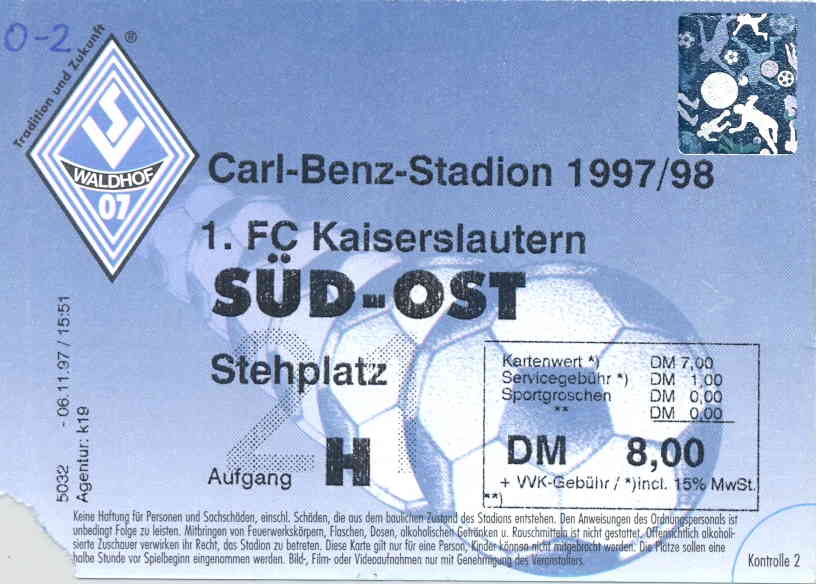 0-2
Tradition und Zukunft
®
SV
WALDHOF
07
Carl-Benz-Stadion 1997/98
1. FC Kaiserslautern
SÜD-OST
Stehplatz
21
Aufgang H
Kartenwert *) DM 7,00
Servicegebühr *) DM 1,00
Sportgroschen DM 0,00
** DM 0,00
DM 8,00
+ VVK-Gebühr / *)incl. 15% MwSt.
**)
5032 - 06.11.97 / 15:51
Agentur: k19
Keine Haftung für Personen und Sachschäden, einschl. Schäden, die aus dem baulichen Zustand des Stadions entstehen. Den Anweisungen des Ordnungspersonals ist
unbedingt Folge zu leisten. Mitbringen von Feuerwerkskörpern, Flaschen, Dosen, alkoholischen Getränken u. Rauschmitteln ist nicht gestattet. Offensichtlich alkoholi-
sierte Zuschauer verwirken ihr Recht, das Stadion zu betreten. Diese Karte gilt nur für eine Person, Kinder können nicht mitgebracht werden. Die Plätze sollen eine
halbe Stunde vor Spielbeginn eingenommen werden. Bild-, Film- oder Videoaufnahmen nur mit Genehmigung des Veranstalters.
Kontrolle 2